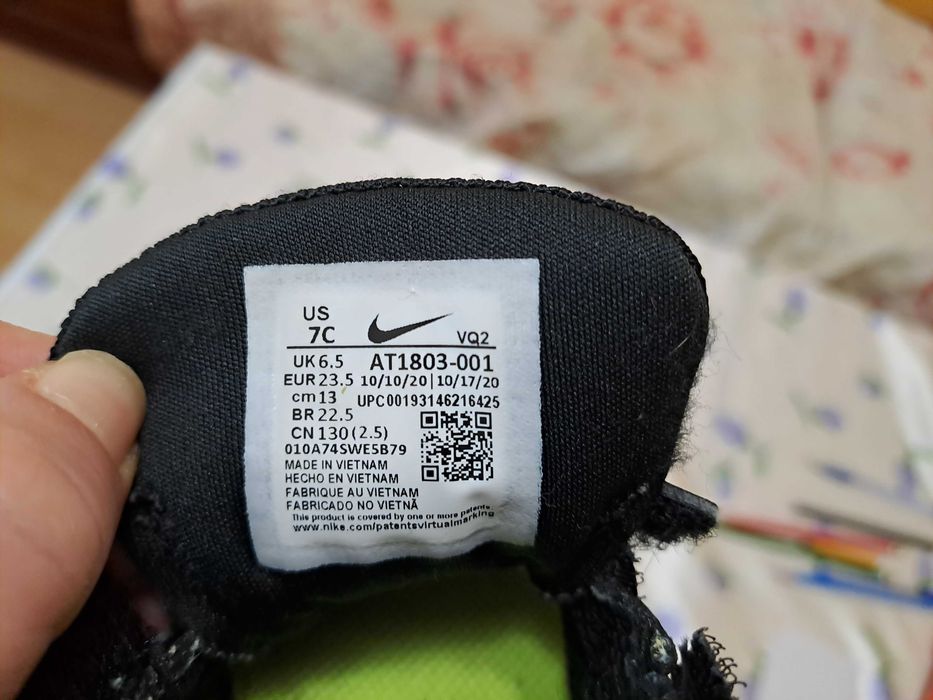 US
7C VQ2
UK 6.5 AT1803-001
EUR 23.5 10/10/20 | 10/17/20
cm 13 UPC 00193146216425
BR 22.5
CN 130 (2.5)
010A74SWE5B79
MADE IN VIETNAM
HECHO EN VIETNAM
FABRIQUE AU VIETNAM
FABRICADO NO VIETNÃ
This product is covered by one or more patents.
www.nike.com/patentsvirtualmarking